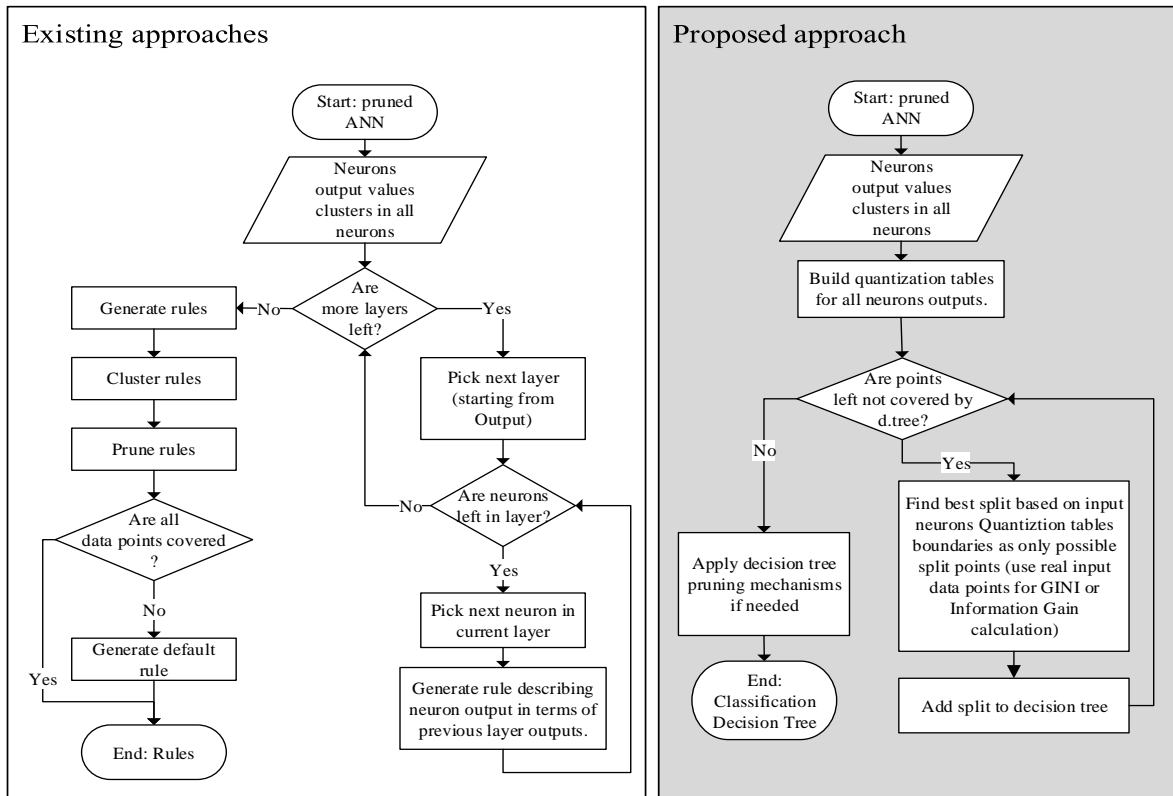 Existing approaches
Start: pruned
ANN
Neurons
output values
clusters in all
neurons
Are
more layers
left?
No
Yes
Generate rules
Cluster rules
Prune rules
Are all
data points covered
?
No
Yes
Generate default
rule
End: Rules
Pick next layer
(starting from
Output)
Are neurons
left in layer?
No
Yes
Pick next neuron in
current layer
Generate rule describing
neuron output in terms of
previous layer outputs.
Proposed approach
Start: pruned
ANN
Neurons
output values
clusters in all
neurons
Build quantization tables
for all neurons outputs.
Are points
left not covered by
d.tree?
No
Yes
Apply decision tree
pruning mechanisms
if needed
End:
Classification
Decision Tree
Find best split based on input
neurons Quantiztion tables
boundaries as only possible
split points (use real input
data points for GINI or
Information Gain
calculation)
Add split to decision tree